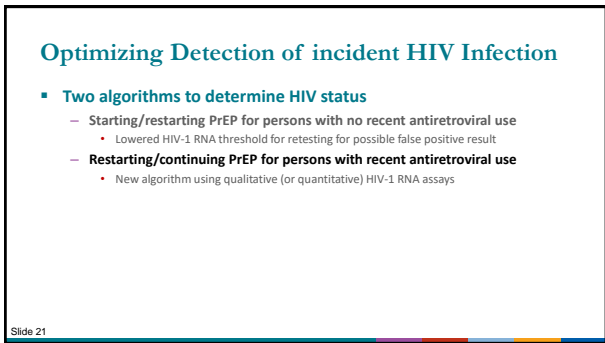 Optimizing Detection of incident HIV Infection
▪ Two algorithms to determine HIV status
– Starting/restarting PrEP for persons with no recent antiretroviral use
• Lowered HIV-1 RNA threshold for retesting for possible false positive result
– Restarting/continuing PrEP for persons with recent antiretroviral use
• New algorithm using qualitative (or quantitative) HIV-1 RNA assays
Slide 21